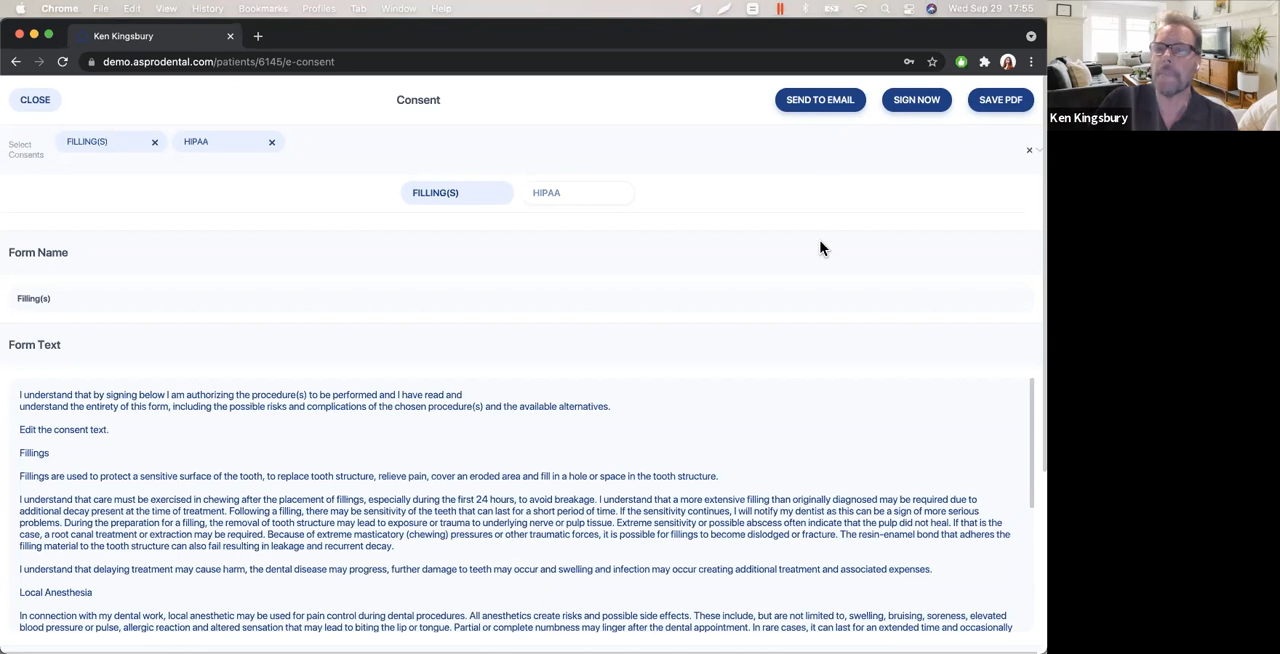 Chrome File Edit View History Bookmarks Profiles Tab Window Help Wed Sep 29 17:55
Ken Kingsbury
demo.asprodental.com/patients/6145/e-consent
CLOSE Consent SEND TO EMAIL SIGN NOW SAVE PDF
Ken Kingsbury
Select
Consents
FILLING(S) HIPAA
FILLING(S) HIPAA
Form Name
Filling(s)
Form Text
I understand that by signing below I am authorizing the procedure(s) to be performed and I have read and
understand the entirety of this form, including the possible risks and complications of the chosen procedure(s) and the available alternatives.
Edit the consent text.
Fillings
Fillings are used to protect a sensitive surface of the tooth, to replace tooth structure, relieve pain, cover an eroded area and fill in a hole or space in the tooth structure.
I understand that care must be exercised in chewing after the placement of fillings, especially during the first 24 hours, to avoid breakage. I understand that a more extensive filling than originally diagnosed may be required due to
additional decay present at the time of treatment. Following a filling, there may be sensitivity of the teeth that can last for a short period of time. If the sensitivity continues, I will notify my dentist as this can be a sign of more serious
problems. During the preparation for a filling, the removal of tooth structure may lead to exposure or trauma to underlying nerve or pulp tissue. Extreme sensitivity or possible abscess often indicate that the pulp did not heal. If that is the
case, a root canal treatment or extraction may be required. Because of extreme masticatory (chewing) pressures or other traumatic forces, it is possible for fillings to become dislodged or fracture. The resin-enamel bond that adheres the
filling material to the tooth structure can also fail resulting in leakage and recurrent decay.
I understand that delaying treatment may cause harm, the dental disease may progress, further damage to teeth may occur and swelling and infection may occur creating additional treatment and associated expenses.
Local Anesthesia
In connection with my dental work, local anesthetic may be used for pain control during dental procedures. All anesthetics create risks and possible side effects. These include, but are not limited to, swelling, bruising, soreness, elevated
blood pressure or pulse, allergic reaction and altered sensation that may lead to biting the lip or tongue. Partial or complete numbness may linger after the dental appointment. In rare cases, it can last for an extended time and occasionally